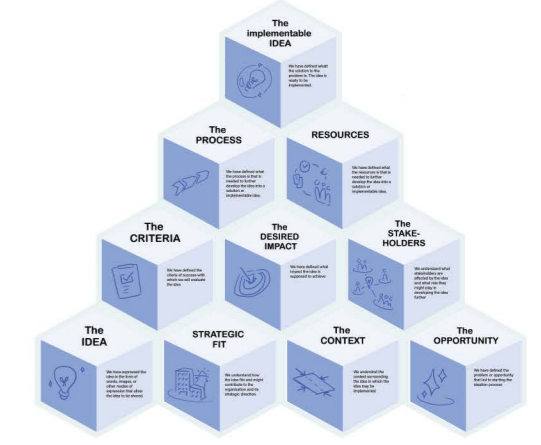 The
implementable
IDEA
We have defined whatt
the solution to the
problem is. The idea is
ready to be
implemented.
The
PROCESS
We have defined what
the process is that is
needed to further
develop the idea into a
solution or
implementable idea.
RESOURCES
We have defined what
the resources is that is
needed to further
develop the idea into a
solution or
implementable idea.
The
CRITERIA
We have defined the
criteria of success with
which we will evaluate
the idea
The
DESIRED
IMPACT
We have defined what
impact the idea is
supposed to achieve
The
STAKE-
HOLDERS
We understand what
stakeholders are
affected by the idea
and what role they
might play in
developing the idea
further
The
IDEA
We have expressed the
idea in the form of
words, images, or
other modes of
expression that allow
the idea to be shared
STRATEGIC
FIT
We understand how
the idea fits and might
contribute to the
organisation and its
strategic direction.
The
CONTEXT
We understand the
context surrounding
the idea in which the
idea may be
implemented
The
OPPORTUNITY
We have defined the
problem or opportunity
that led to starting the
ideation process